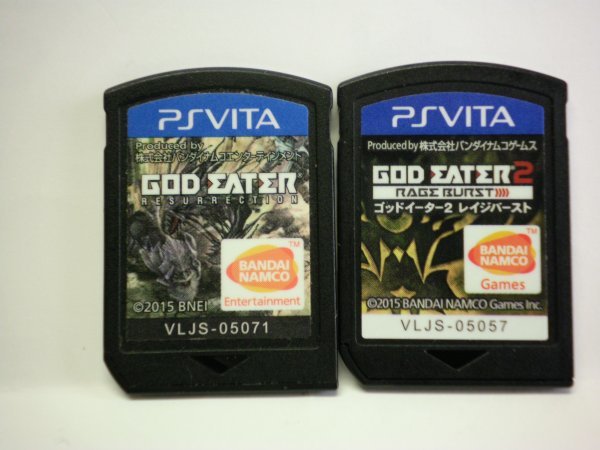 PSVITA
Produced by
株式会社バンダイナムコエンターテインメント
GOD EATER®
RESURRECTION
BANDAI
NAMCO
TM
Entertainment
©2015 BNEI
VLJS-05071
PSVITA
Produced by 株式会社バンダイナムコゲームス
GOD EATER 2
RAGE BURST
ゴッドイーター2 レイジバースト
BANDAI
NAMCO
TM
Games
©2015 BANDAI NAMCO Games Inc.
VLJS-05057